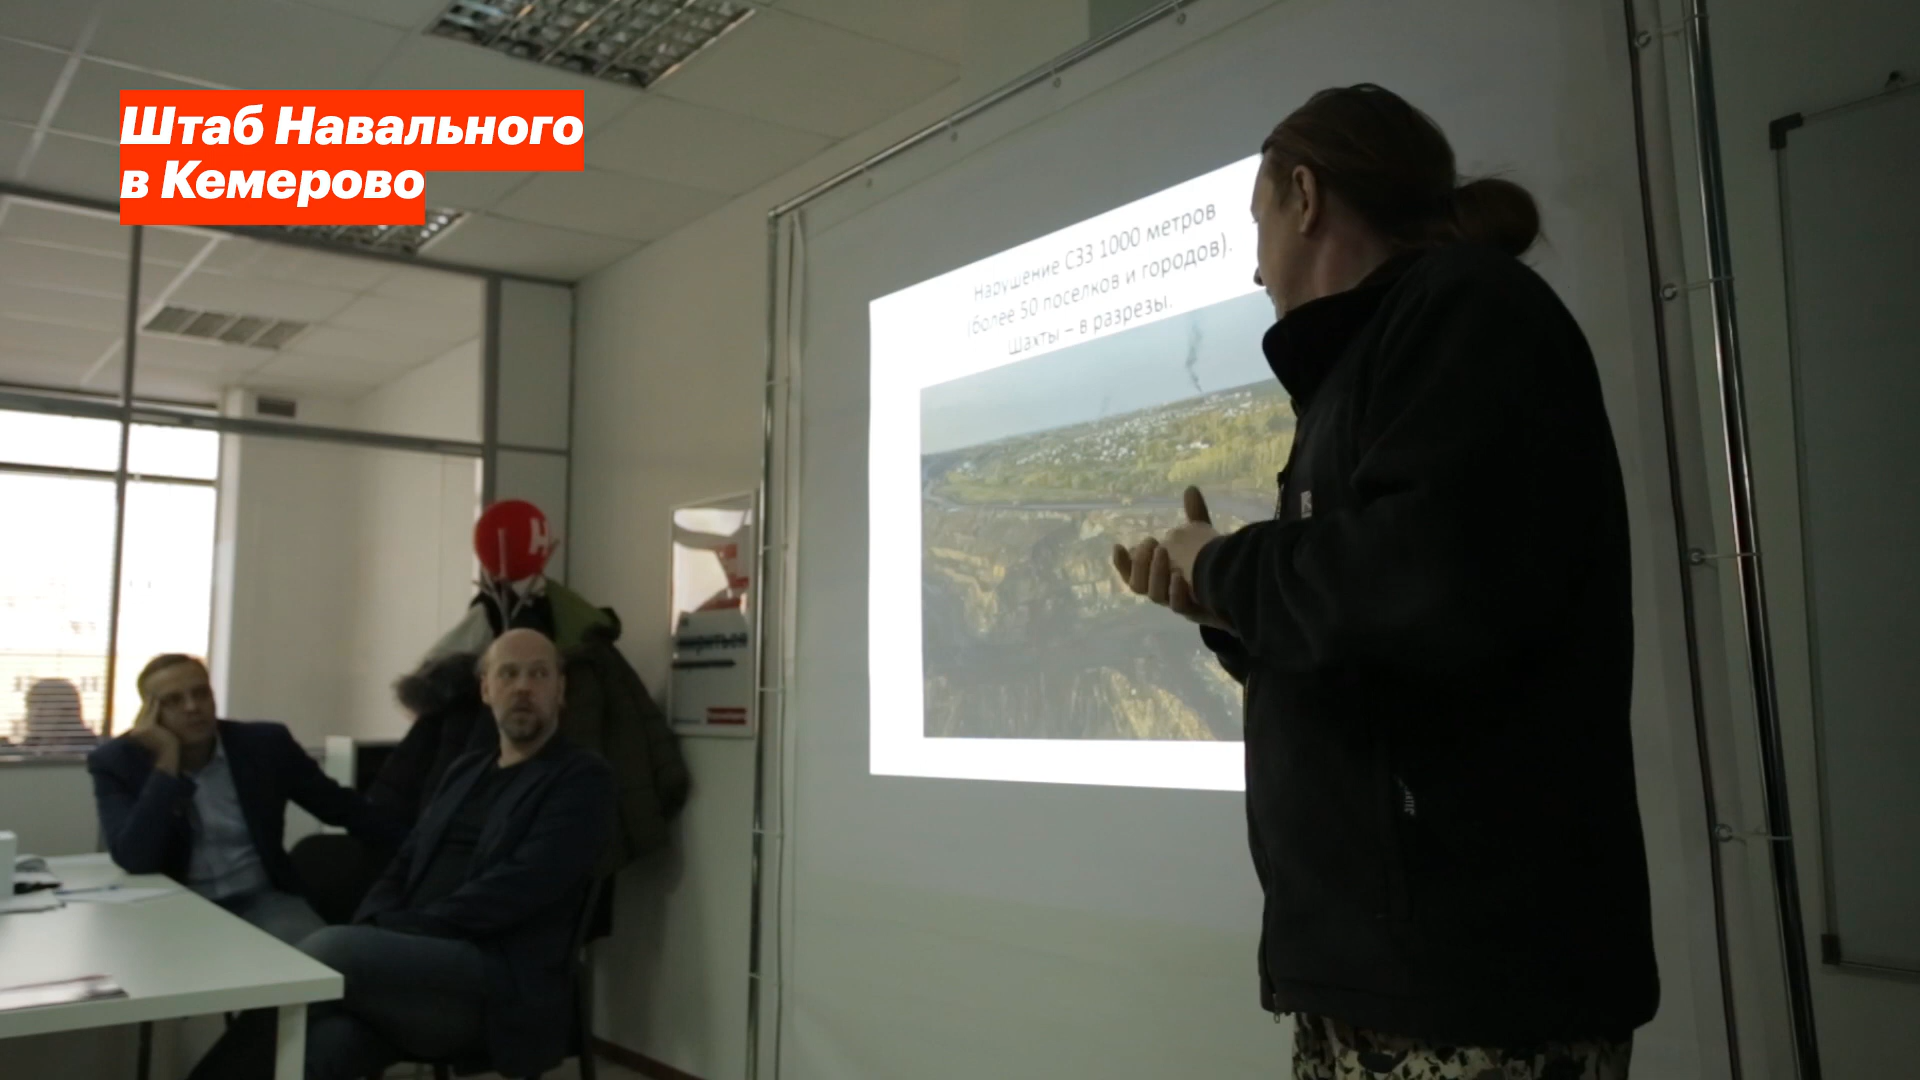 Штаб Навального
в Кемерово
Нарушение СЗЗ 1000 метров
(более 50 поселков и городов).
Шахты – в разрезы.
Н